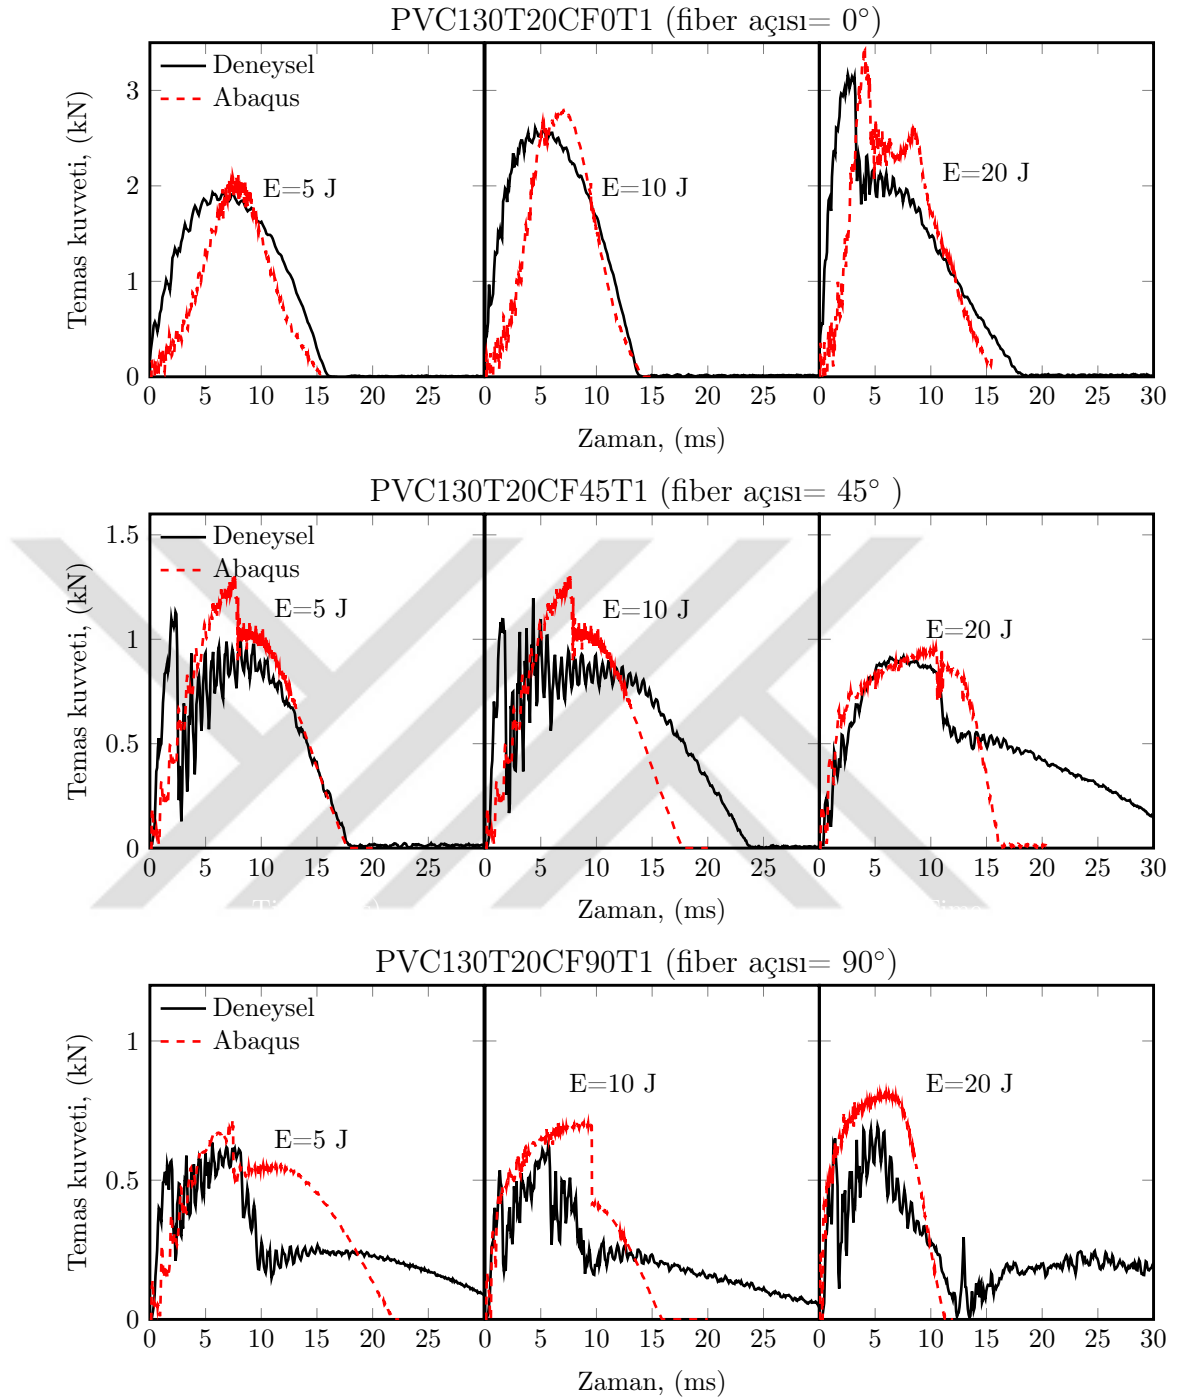 PVC130T20CF0T1 (fiber açısı= 0°)
Deneysel
Abaqus
E=5 J
E=10 J
E=20 J
Temas kuvveti, (kN)
3
2
1
0
0 5 10 15 20 25 0 5 10 15 20 25 0 5 10 15 20 25 30
Zaman, (ms)
PVC130T20CF45T1 (fiber açısı= 45° )
Deneysel
Abaqus
E=5 J
E=10 J
E=20 J
Temas kuvveti, (kN)
1.5
1
0.5
0
0 5 10 15 20 25 0 5 10 15 20 25 0 5 10 15 20 25 30
Zaman, (ms)
PVC130T20CF90T1 (fiber açısı= 90°)
Deneysel
Abaqus
E=5 J
E=10 J
E=20 J
Temas kuvveti, (kN)
1
0.5
0
0 5 10 15 20 25 0 5 10 15 20 25 0 5 10 15 20 25 30
Zaman, (ms)